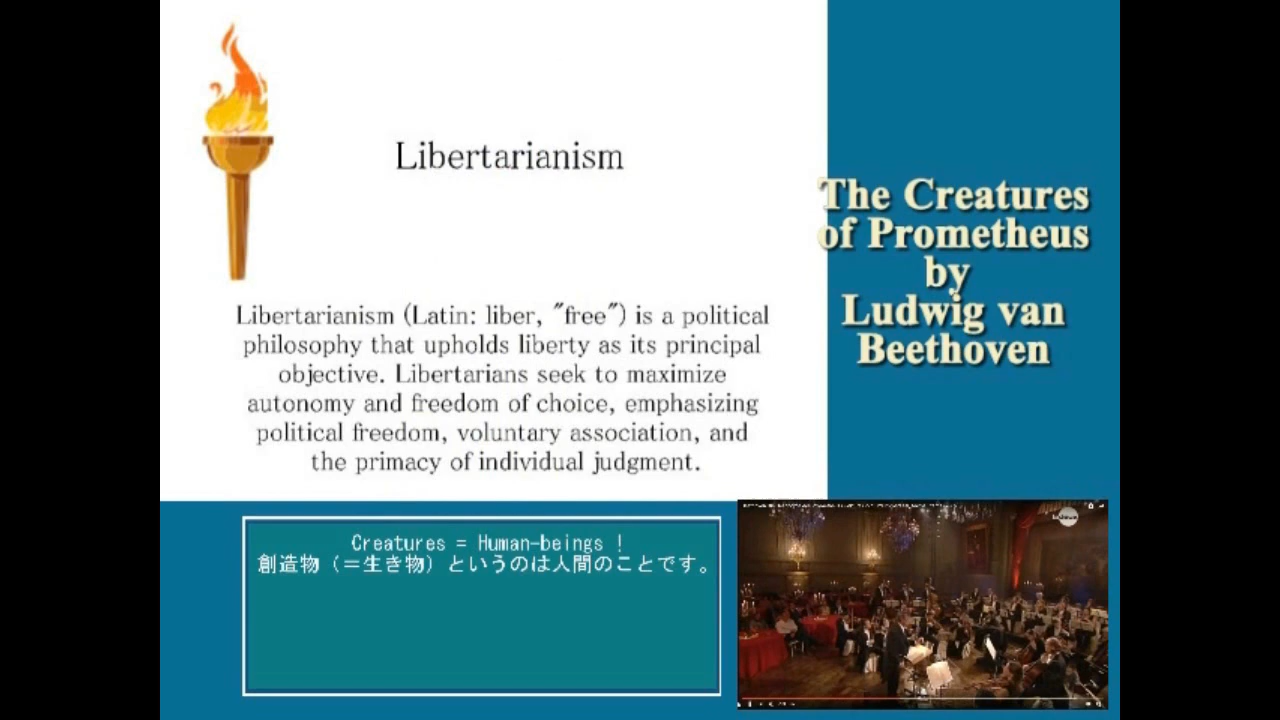 Libertarianism
Libertarianism (Latin: liber, "free") is a political
philosophy that upholds liberty as its principal
objective. Libertarians seek to maximize
autonomy and freedom of choice, emphasizing
political freedom, voluntary association, and
the primacy of individual judgment.
The Creatures
of Prometheus
by
Ludwig van
Beethoven
Creatures = Human-beings !
創造物（＝生き物）というのは人間のことです。